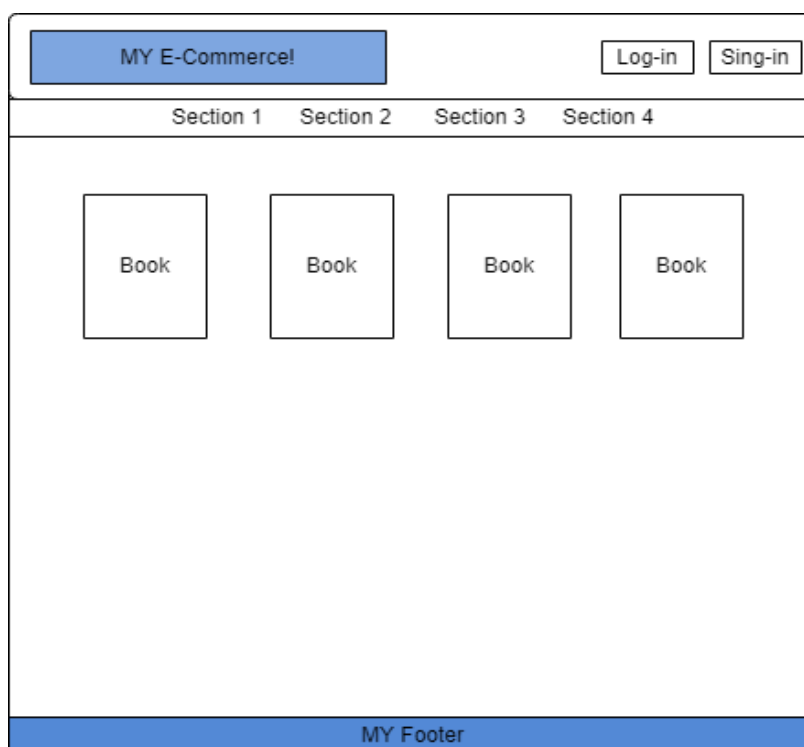 MY E-Commerce!
Log-in
Sing-in
Section 1 Section 2 Section 3 Section 4
Book Book Book Book
MY Footer